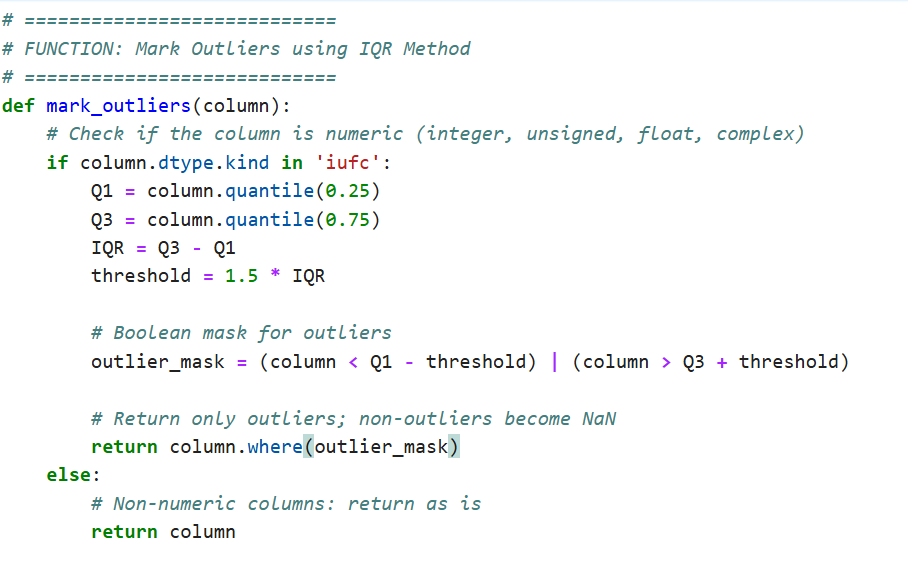 # ============================
# FUNCTION: Mark Outliers using IQR Method
# ============================
def mark_outliers(column):
    # Check if the column is numeric (integer, unsigned, float, complex)
    if column.dtype.kind in 'iufc':
        Q1 = column.quantile(0.25)
        Q3 = column.quantile(0.75)
        IQR = Q3 - Q1
        threshold = 1.5 * IQR

        # Boolean mask for outliers
        outlier_mask = (column < Q1 - threshold) | (column > Q3 + threshold)

        # Return only outliers; non-outliers become NaN
        return column.where(outlier_mask)
    else:
        # Non-numeric columns: return as is
        return column